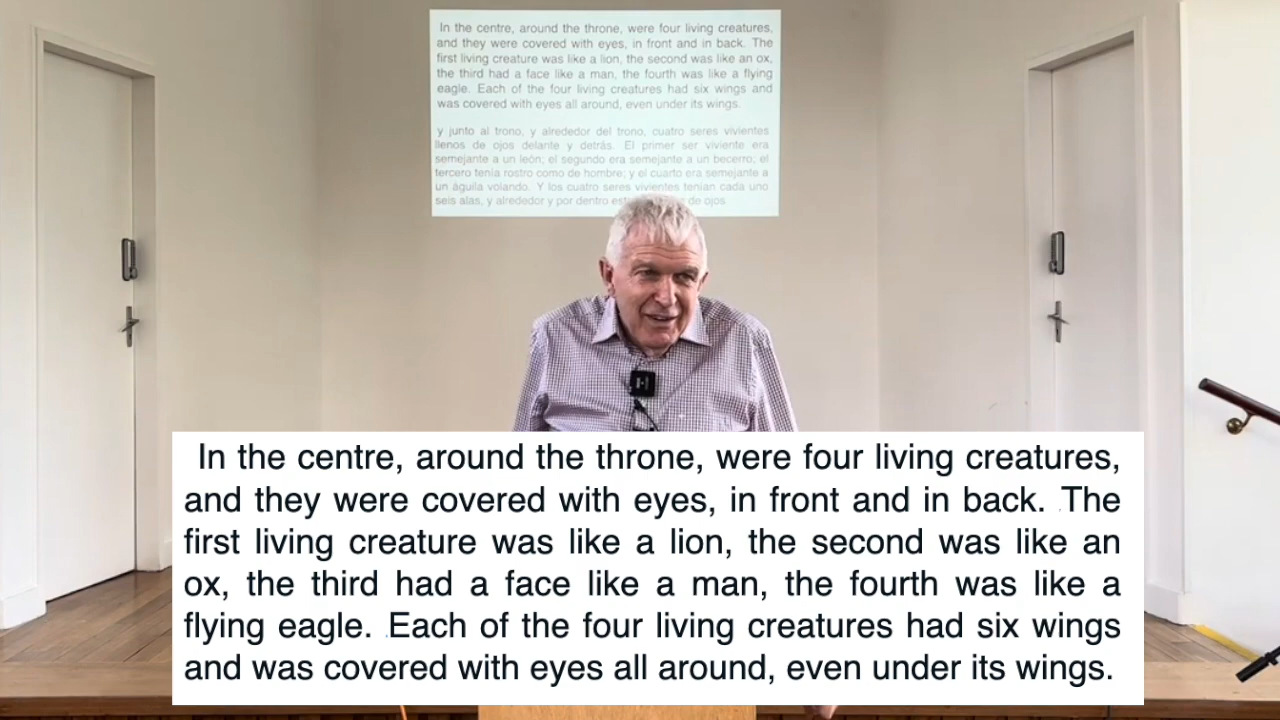 In the centre, around the throne, were four living creatures,
and they were covered with eyes, in front and in back. The
first living creature was like a lion, the second was like an ox,
the third had a face like a man, the fourth was like a flying
eagle. Each of the four living creatures had six wings and
was covered with eyes all around, even under its wings.
y junto al trono, y alrededor del trono, cuatro seres vivientes
llenos de ojos delante y detrás. El primer ser viviente era
semejante a un león; el segundo era semejante a un becerro; el
tercero tenía rostro como de hombre; y el cuarto era semejante a
un águila volando. Y los cuatro seres vivientes tenían cada uno
seis alas, y alrededor y por dentro de ojos
In the centre, around the throne, were four living creatures,
and they were covered with eyes, in front and in back. The
first living creature was like a lion, the second was like an
ox, the third had a face like a man, the fourth was like a
flying eagle. Each of the four living creatures had six wings
and was covered with eyes all around, even under its wings.